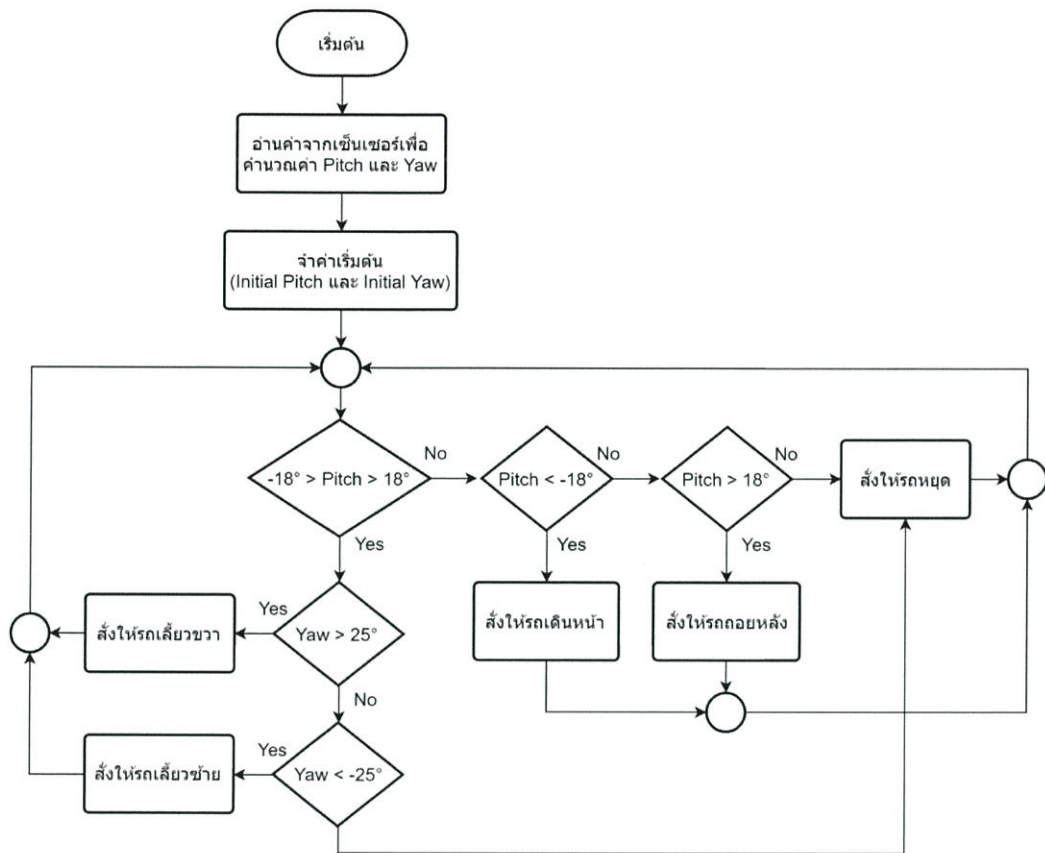 เริ่มต้น
อ่านค่าจากเซ็นเซอร์เพื่อ
คำนวณค่า Pitch และ Yaw
จำค่าเริ่มต้น
(Initial Pitch และ Initial Yaw)
-18° > Pitch > 18°
No
Pitch < -18°
No
Pitch > 18°
No
สั่งให้รถหยุด
Yes
Yes
Yes
สั่งให้รถเดินหน้า
สั่งให้รถถอยหลัง
สั่งให้รถเลี้ยวขวา
Yes
Yaw > 25°
No
สั่งให้รถเลี้ยวซ้าย
Yes
Yaw < -25°